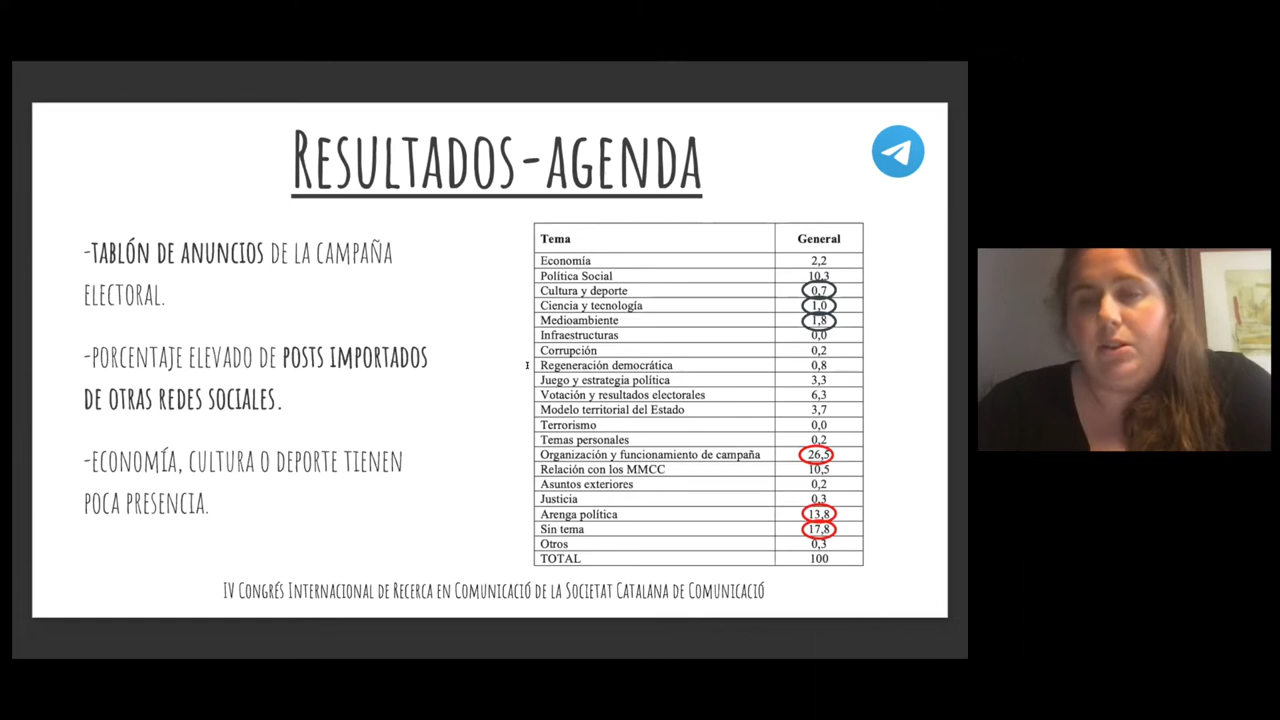 RESULTADOS-AGENDA
-TABLÓN DE ANUNCIOS DE LA CAMPAÑA
ELECTORAL.
-PORCENTAJE ELEVADO DE POSTS IMPORTADOS
DE OTRAS REDES SOCIALES.
-ECONOMÍA, CULTURA O DEPORTE TIENEN
POCA PRESENCIA.
Tema General
Economía 2,2
Política Social 10,3
Cultura y deporte 0,7
Ciencia y tecnología 1,0
Medioambiente 1,8
Infraestructuras 0,0
Corrupción 0,2
Regeneración democrática 0,8
Juego y estrategia política 3,3
Votación y resultados electorales 6,3
Modelo territorial del Estado 3,7
Terrorismo 0,0
Temas personales 0,2
Organización y funcionamiento de campaña 26,5
Relación con los MMCC 10,5
Asuntos exteriores 0,2
Justicia 0,3
Arenga política 13,8
Sin tema 17,8
Otros 0,3
TOTAL 100
IV CONGRÉS INTERNACIONAL DE RECERCA EN COMUNICACIÓ DE LA SOCIETAT CATALANA DE COMUNICACIÓ